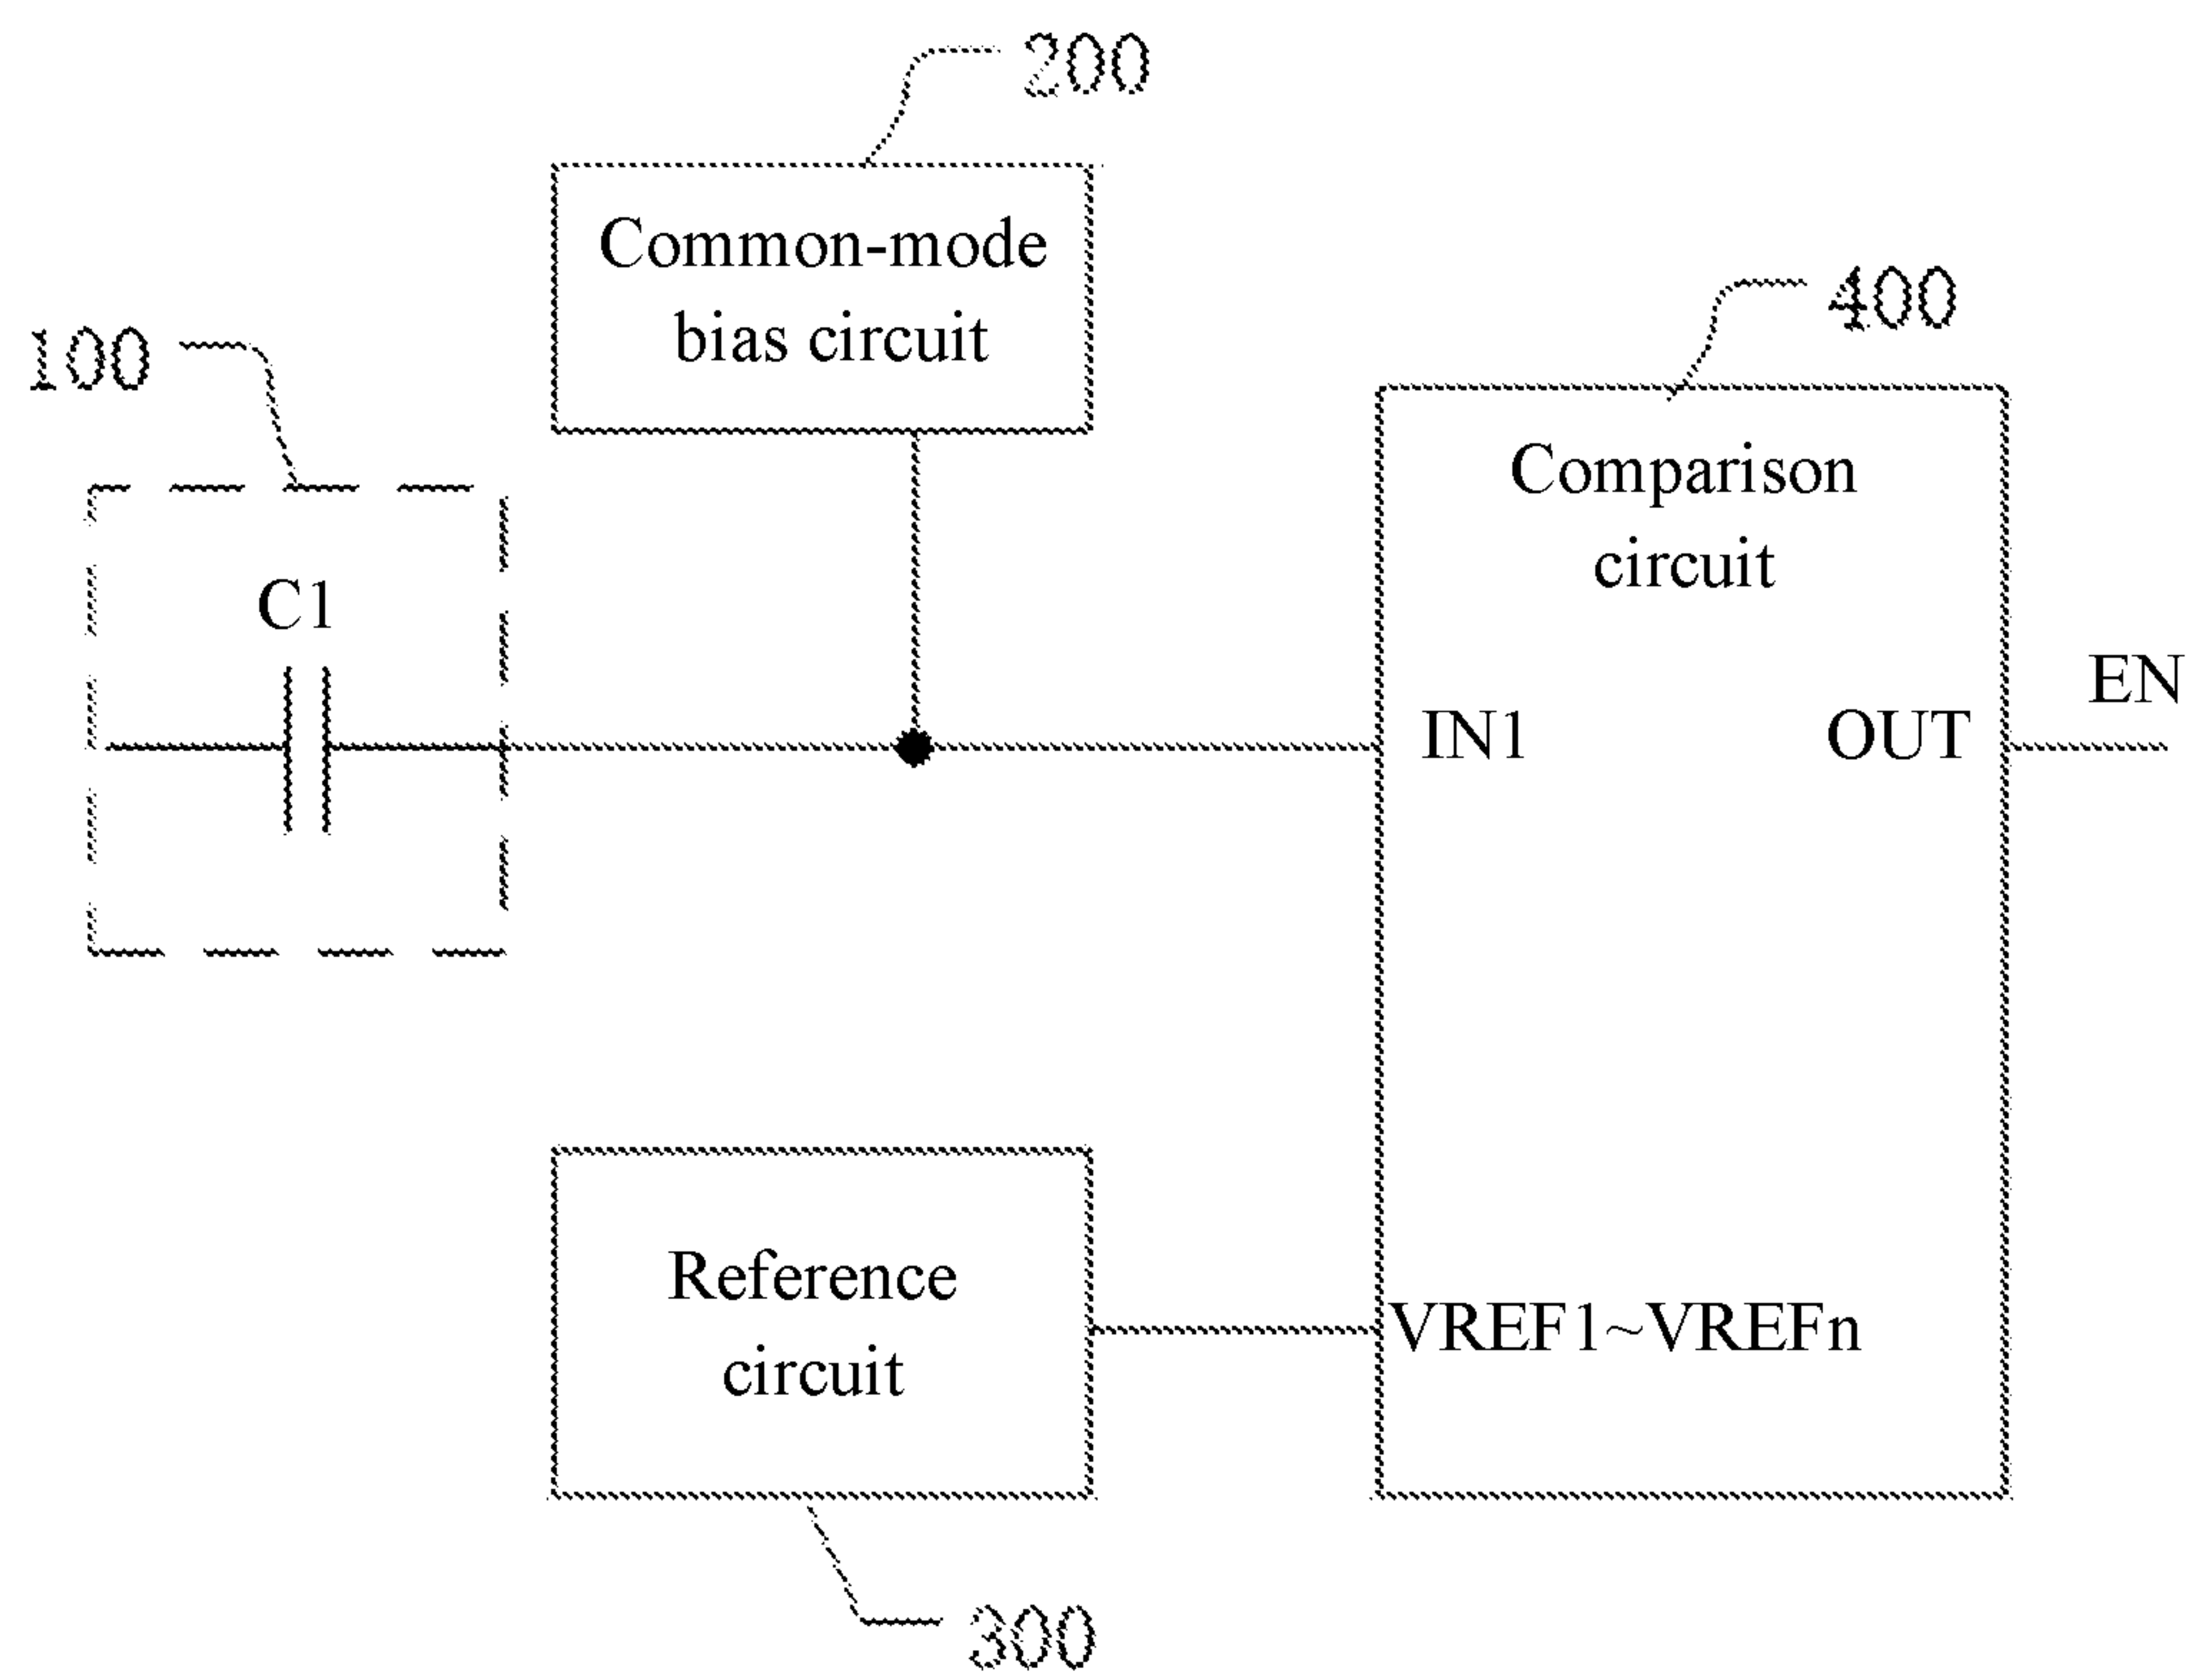 200
Common-mode
bias circuit
400
100
Comparison
circuit
C1
EN
IN1
OUT
Reference
circuit
VREF1~VREFn
300